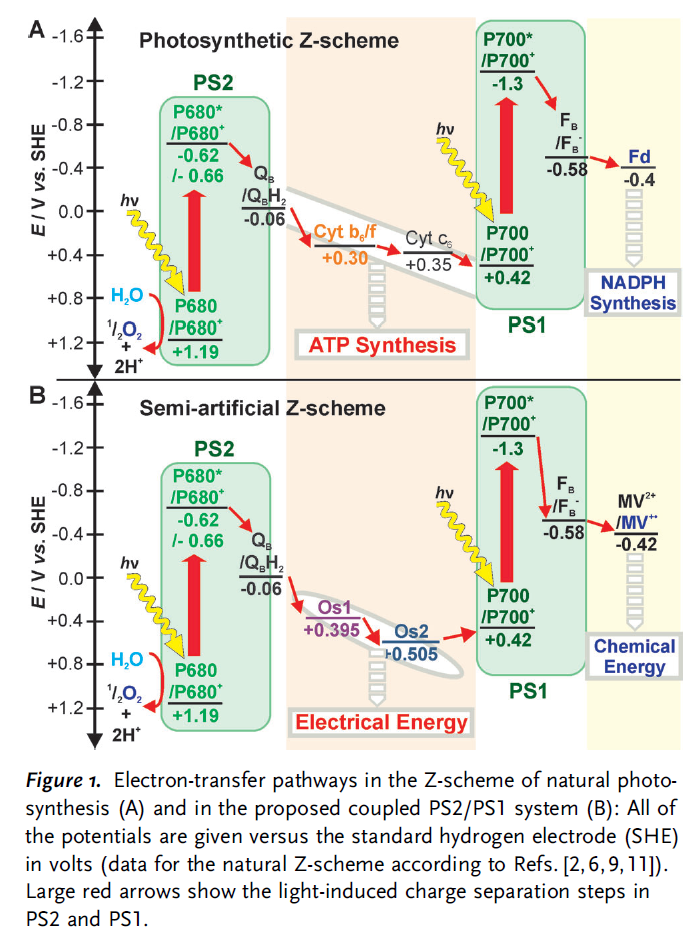 A
Photosynthetic Z-scheme
E / V vs. SHE
-1.6
-1.2
-0.8
-0.4
0.0
+0.4
+0.8
+1.2
PS2
P680*
/P680⁺
-0.62
/- 0.66
hν
H₂O
¹/₂O₂
+
2H⁺
P680
/P680⁺
+1.19
Q_B
/Q_BH₂
-0.06
Cyt b₆/f
+0.30
Cyt c₆
+0.35
ATP Synthesis
P700*
/P700⁺
-1.3
hν
P700
/P700⁺
+0.42
PS1
F_B
/F_B⁻
-0.58
Fd
-0.4
NADPH
Synthesis
B
Semi-artificial Z-scheme
E / V vs. SHE
-1.6
-1.2
-0.8
-0.4
0.0
+0.4
+0.8
+1.2
PS2
P680*
/P680⁺
-0.62
/- 0.66
hν
H₂O
¹/₂O₂
+
2H⁺
P680
/P680⁺
+1.19
Q_B
/Q_BH₂
-0.06
Os1
+0.395
Os2
+0.505
Electrical Energy
P700*
/P700⁺
-1.3
hν
P700
/P700⁺
+0.42
PS1
F_B
/F_B⁻
-0.58
MV²⁺
/MV⁺˙
-0.42
Chemical
Energy
Figure 1. Electron-transfer pathways in the Z-scheme of natural photo-
synthesis (A) and in the proposed coupled PS2/PS1 system (B): All of
the potentials are given versus the standard hydrogen electrode (SHE)
in volts (data for the natural Z-scheme according to Refs. [2, 6, 9, 11]).
Large red arrows show the light-induced charge separation steps in
PS2 and PS1.